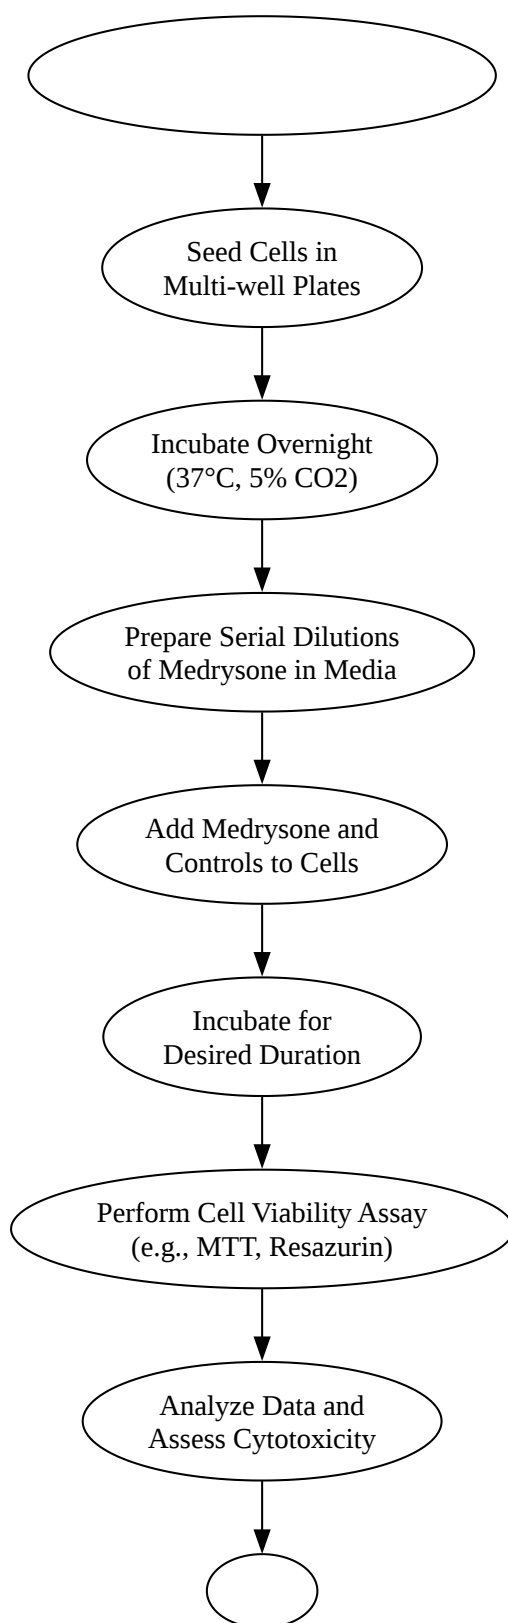 Seed Cells in
Multi-well Plates
Incubate Overnight
(37°C, 5% CO2)
Prepare Serial Dilutions
of Medrysone in Media
Add Medrysone and
Controls to Cells
Incubate for
Desired Duration
Perform Cell Viability Assay
(e.g., MTT, Resazurin)
Analyze Data and
Assess Cytotoxicity